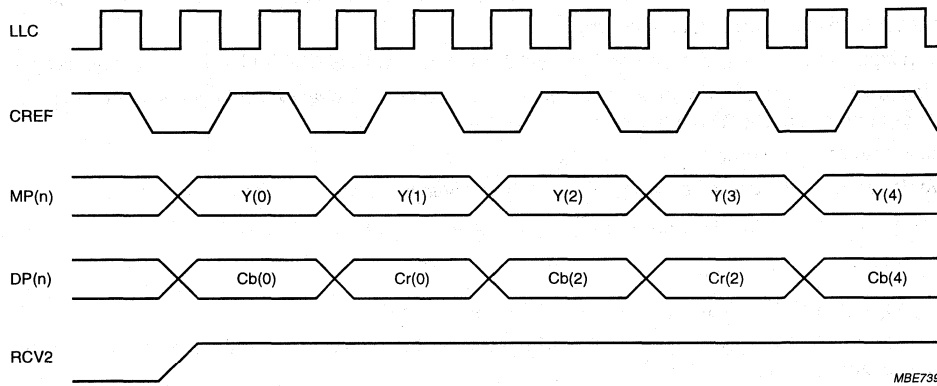 LLC
CREF
MP(n) Y(0) Y(1) Y(2) Y(3) Y(4)
DP(n) Cb(0) Cr(0) Cb(2) Cr(2) Cb(4)
RCV2
MBE739